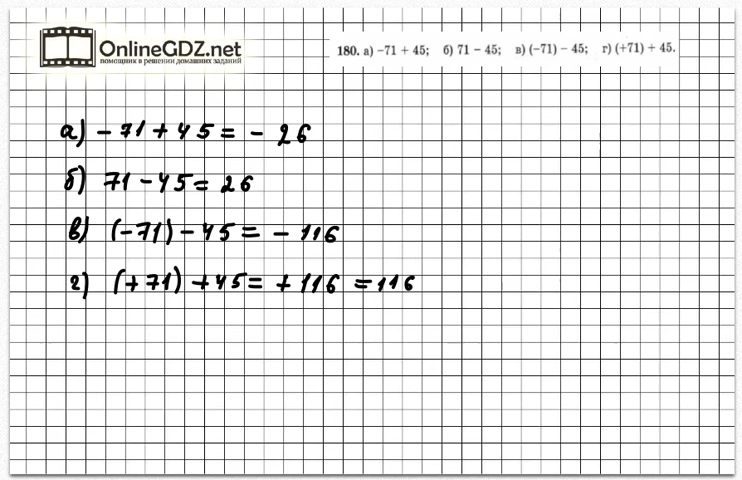 OnlineGDZ.net
помощник в решении домашних заданий
180. а) –71 + 45; б) 71 – 45; в) (–71) – 45; г) (+71) + 45.
а) – 71 + 45 = – 26
б) 71 – 45 = 26
в) (–71) – 45 = – 116
г) (+71) + 45 = + 116 = 116